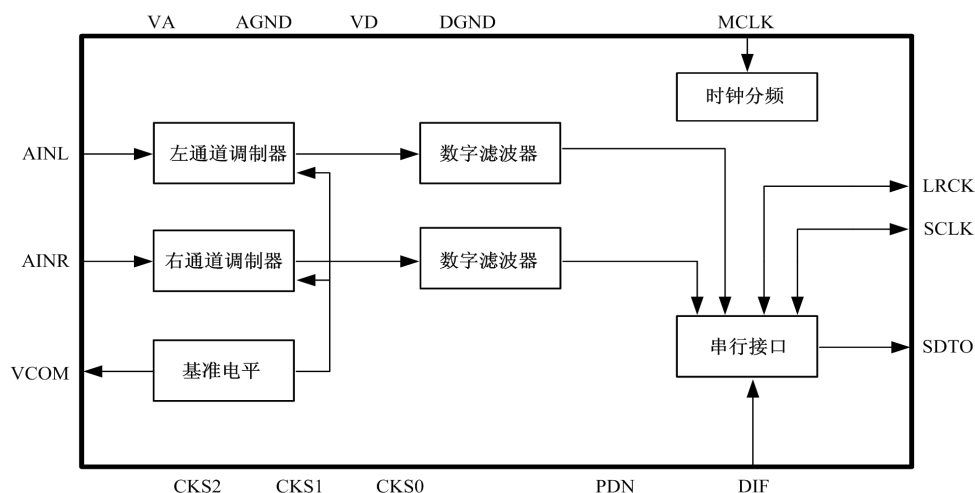 VA AGND VD DGND MCLK
时钟分频
AINL 左通道调制器 数字滤波器
LRCK
SCLK
AINR 右通道调制器 数字滤波器
串行接口 SDTO
VCOM 基准电平
CKS2 CKS1 CKS0 PDN DIF